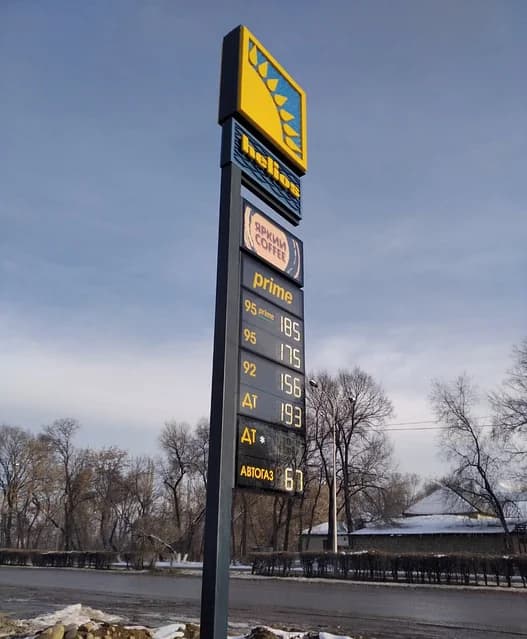 helios
ЯРКИЙ
COFFEE
prime
95 prime 185
95 175
92 156
ДТ 193
ДТ *
АВТОГАЗ 67